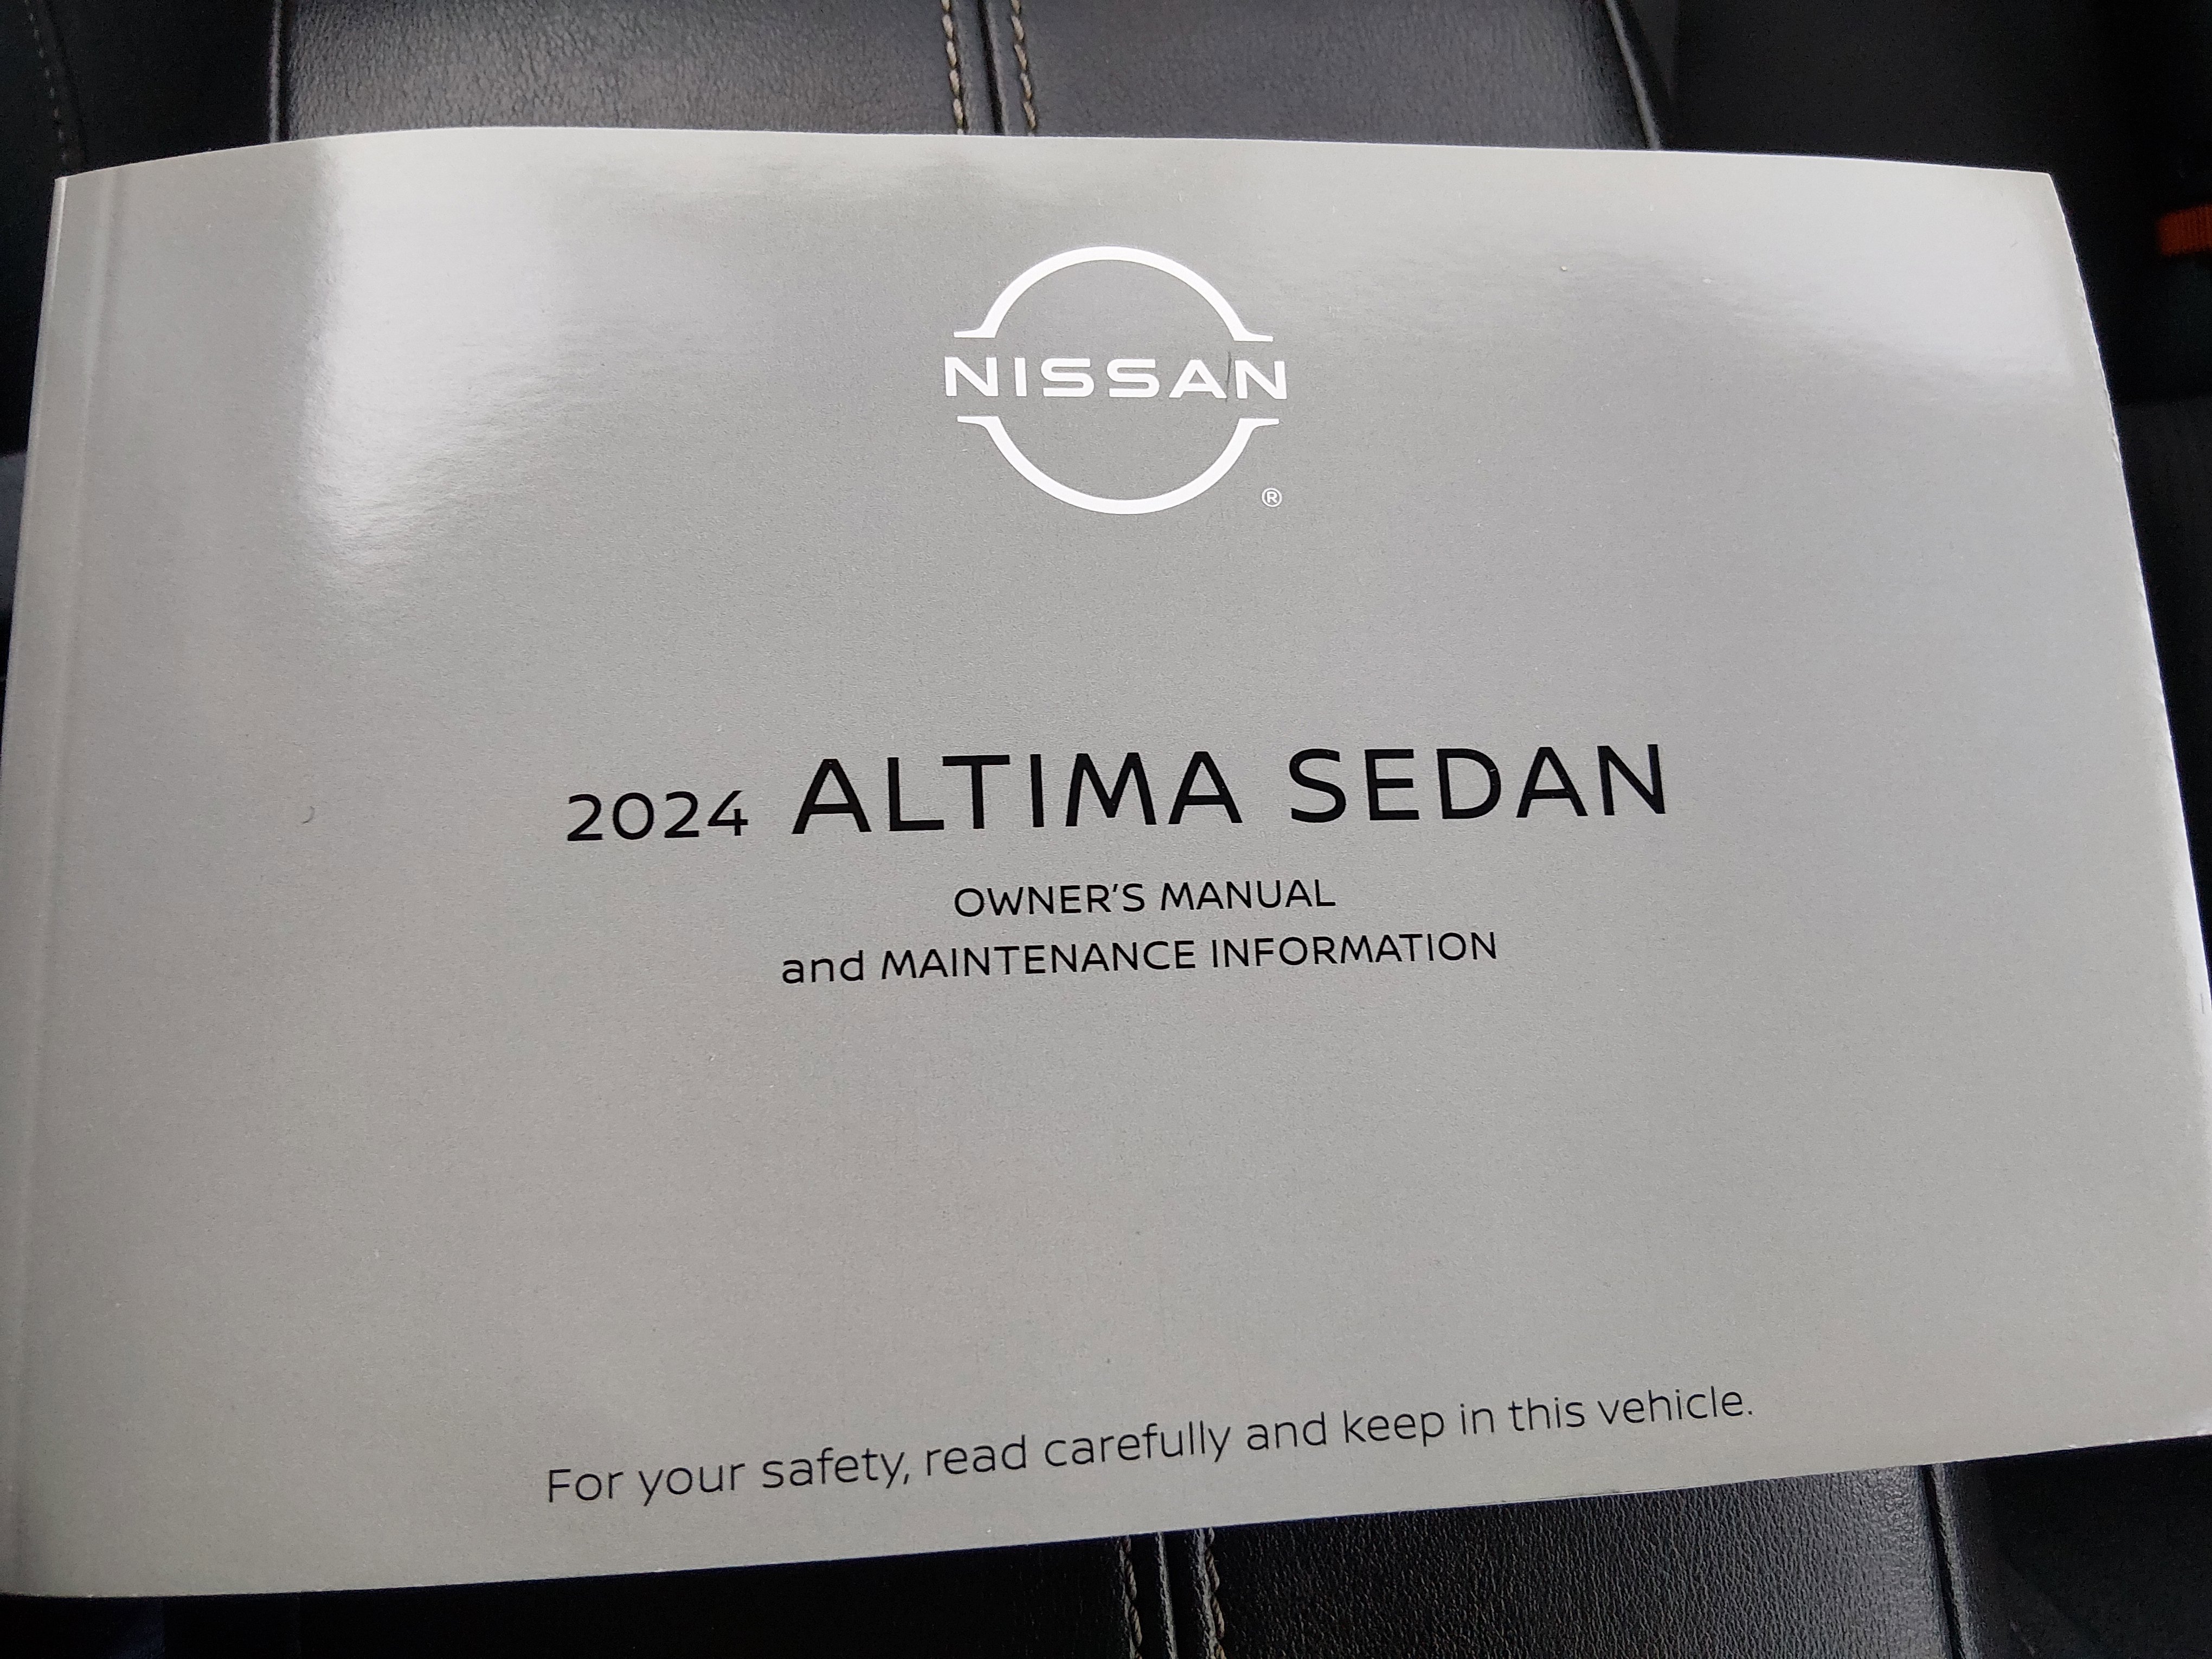 NISSAN
®
2024 ALTIMA SEDAN
OWNER'S MANUAL
and MAINTENANCE INFORMATION
For your safety, read carefully and keep in this vehicle.